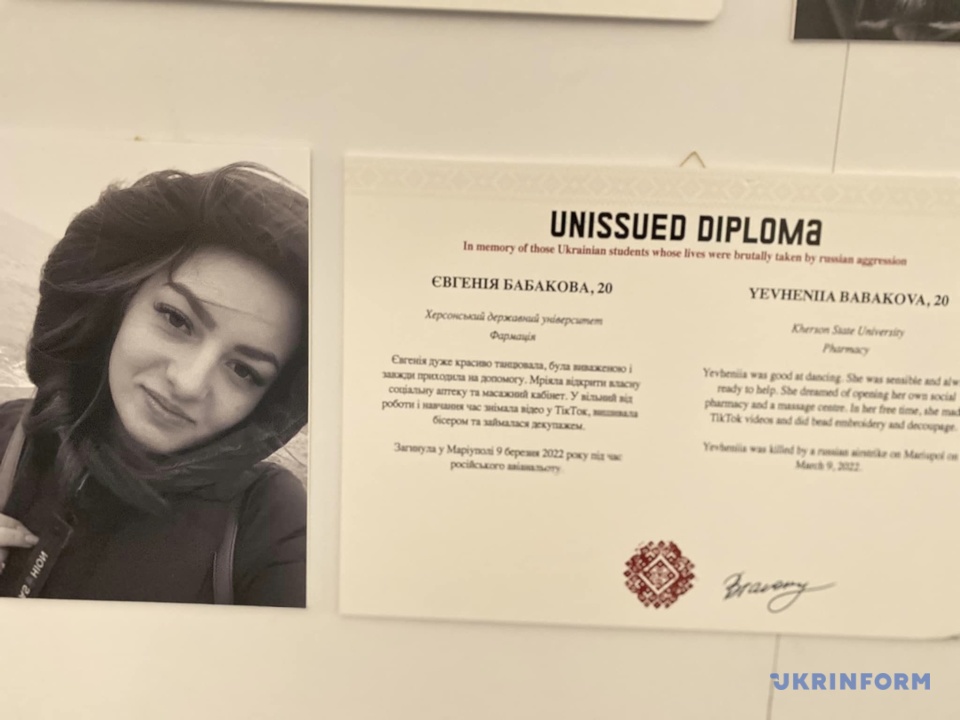 UNISSUED DIPLOMa
In memory of those Ukrainian students whose lives were brutally taken by russian aggression
ЄВГЕНІЯ БАБАКОВА, 20
Херсонський державний університет
Фармація
Євгенія дуже красиво танцювала, була виваженою і
завжди приходила на допомогу. Мріяла відкрити власну
соціальну аптеку та масажний кабінет. У вільний від
роботи і навчання час знімала відео у TікТок, вишивала
бісером та займалася декупажем.
Загинула у Маріуполі 9 березня 2022 року під час
російського авіанальоту.
YEVHENIIA BABAKOVA, 20
Kherson State University
Pharmacy
Yevheniia was good at dancing. She was sensible and alw
ready to help. She dreamed of opening her own social
pharmacy and a massage centre. In her free time, she mad
TikTok videos and did bead embroidery and decoupage.
Yevheniia was killed by a russian airstrike on Mariupol on
March 9, 2022.
Bravery
UKRINFORM